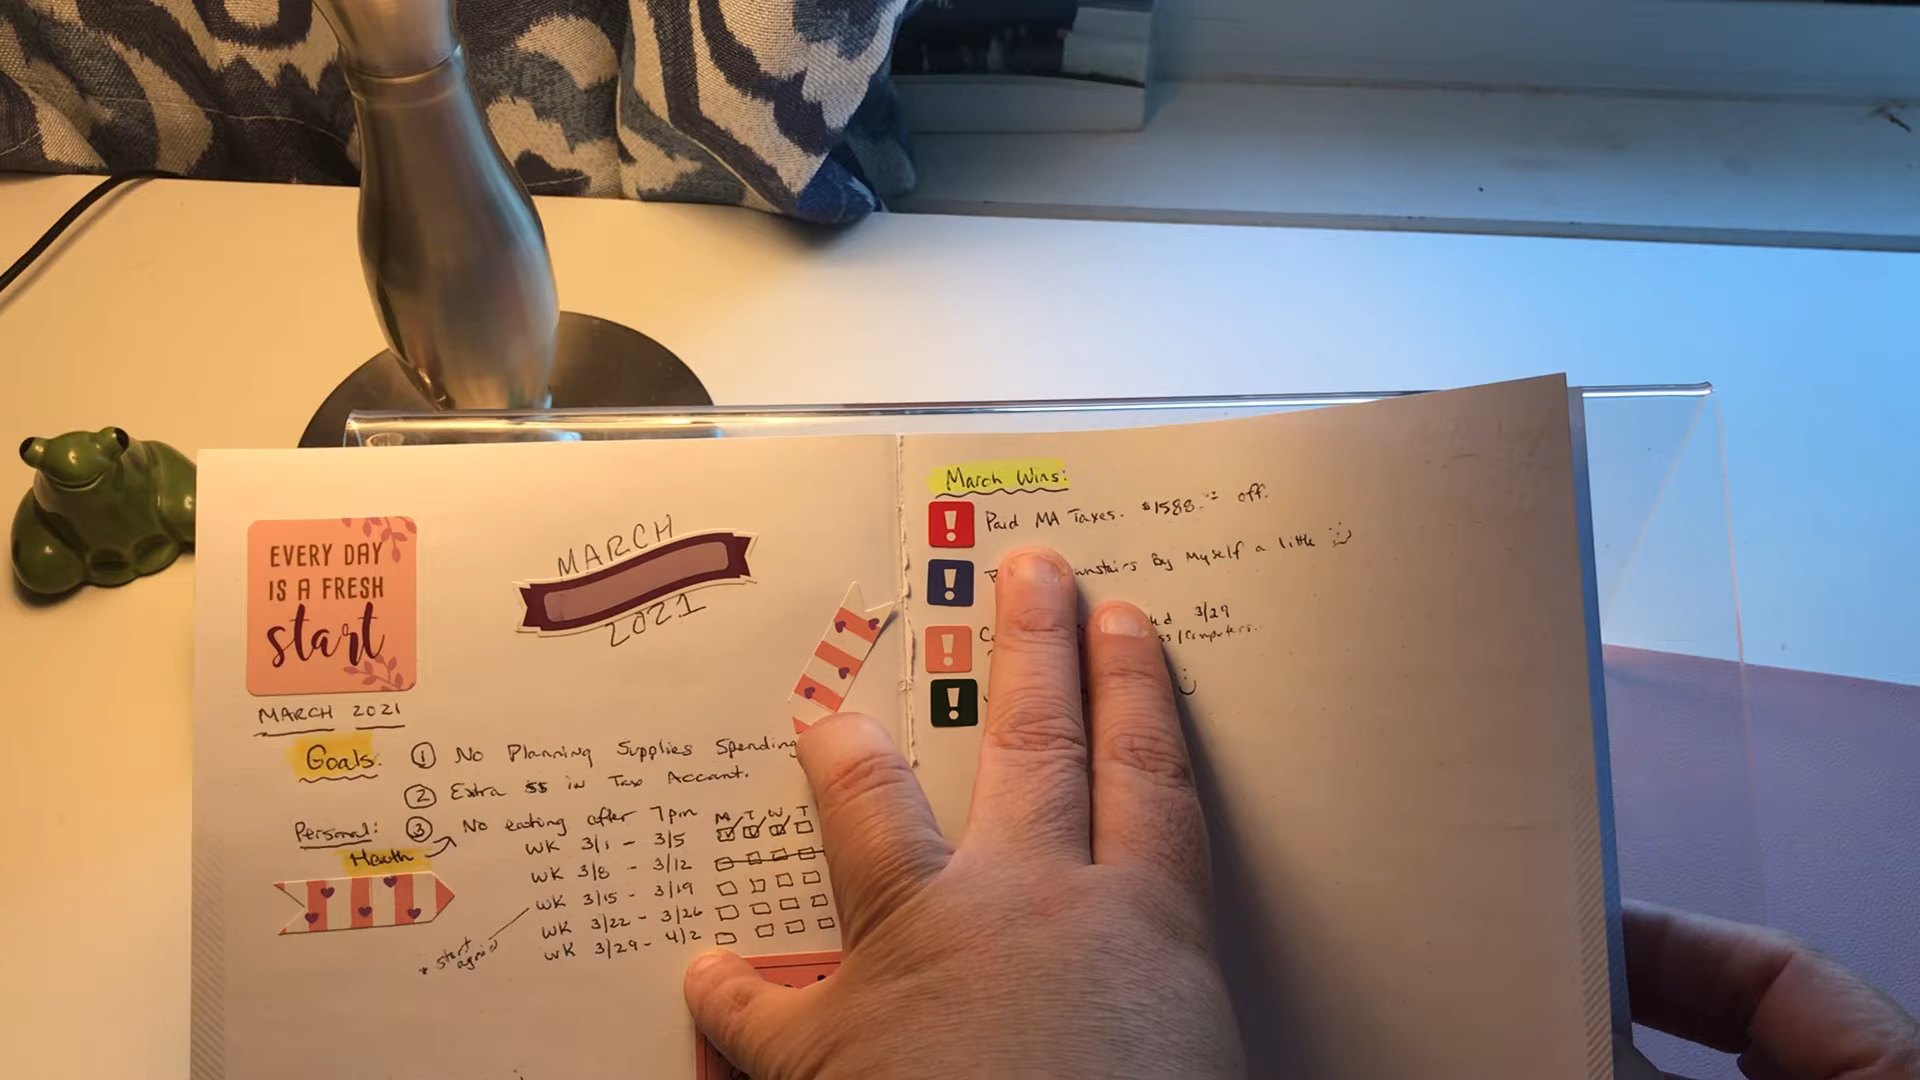 EVERY DAY
IS A FRESH
start
MARCH 2021
MARCH
2021
Goals:
① No Planning Supplies Spending
② Extra $$ in Tax Account.
Personal: ③ No eating after 7pm
Health
M T W T
WK 3/1 - 3/5
WK 3/8 - 3/12
WK 3/15 - 3/19
WK 3/22 - 3/26
WK 3/29 - 4/2
* start
again
March Wins:
Paid MA Taxes. $1588.-- off.
By Myself a little
3/29
/Computers..